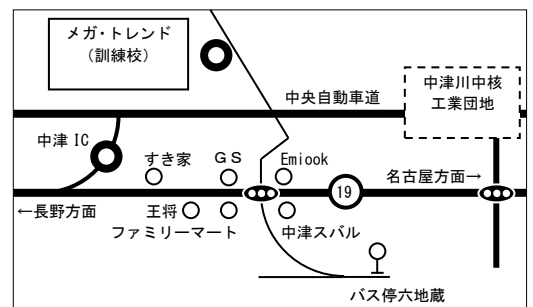 メガ・トレンド
（訓練校）
中津川中核
工業団地
中央自動車道
中津 IC
すき家
ＧＳ
Emiook
名古屋方面→
19
←長野方面
王将
ファミリーマート
中津スバル
バス停六地蔵